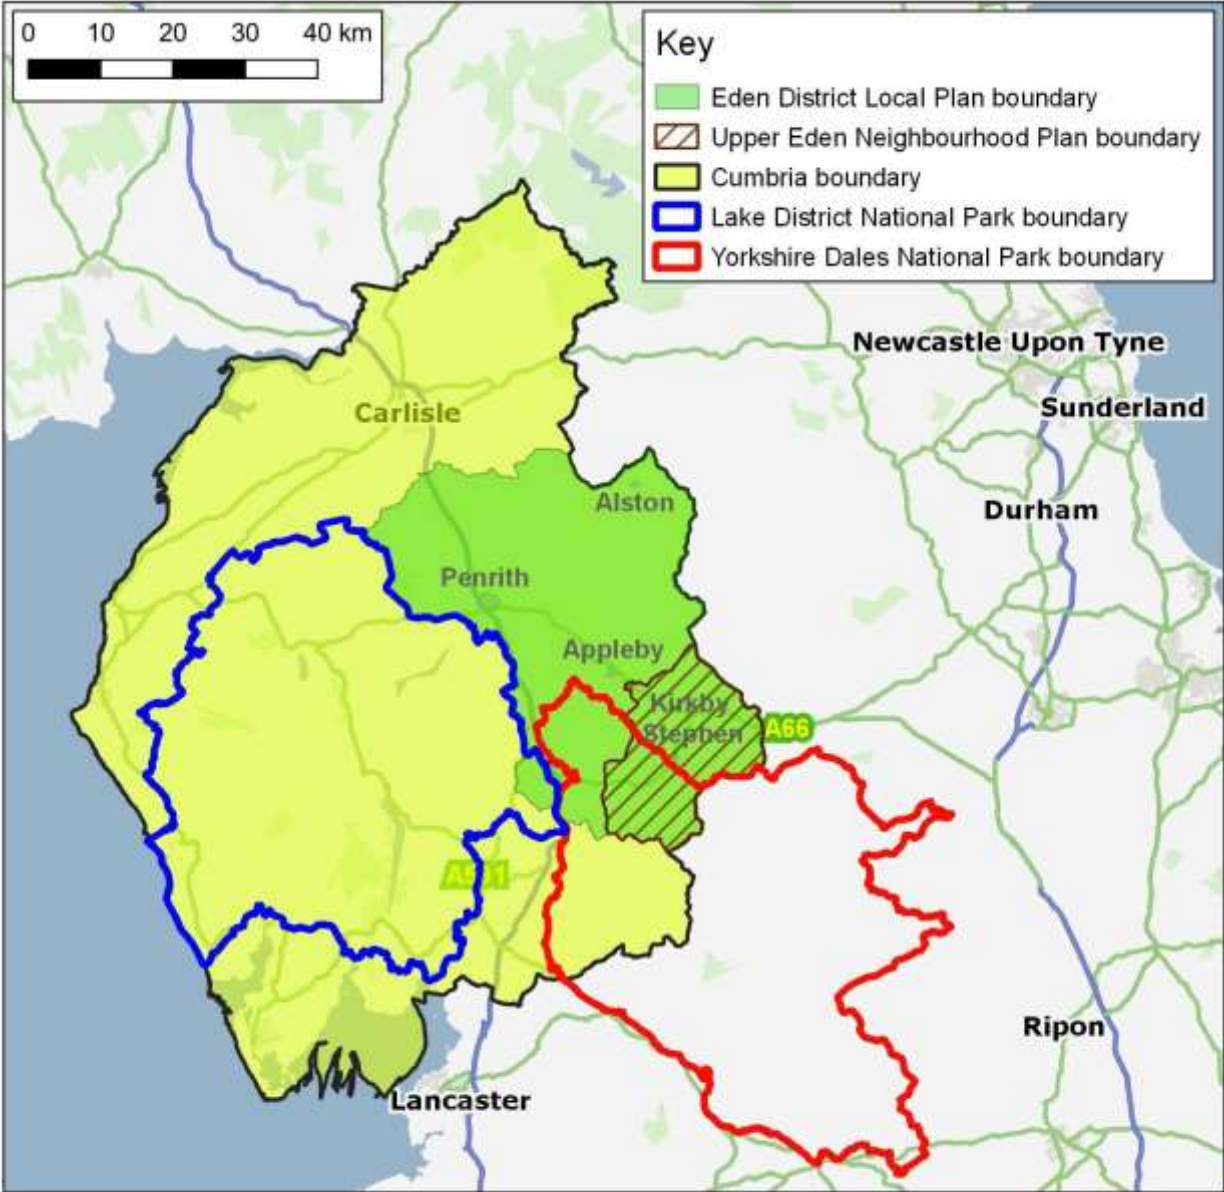 0 10 20 30 40 km
Key
Eden District Local Plan boundary
Upper Eden Neighbourhood Plan boundary
Cumbria boundary
Lake District National Park boundary
Yorkshire Dales National Park boundary
Newcastle Upon Tyne
Sunderland
Carlisle
Alston
Durham
Penrith
Appleby
Kirkby
Stephen
A66
Ripon
Lancaster